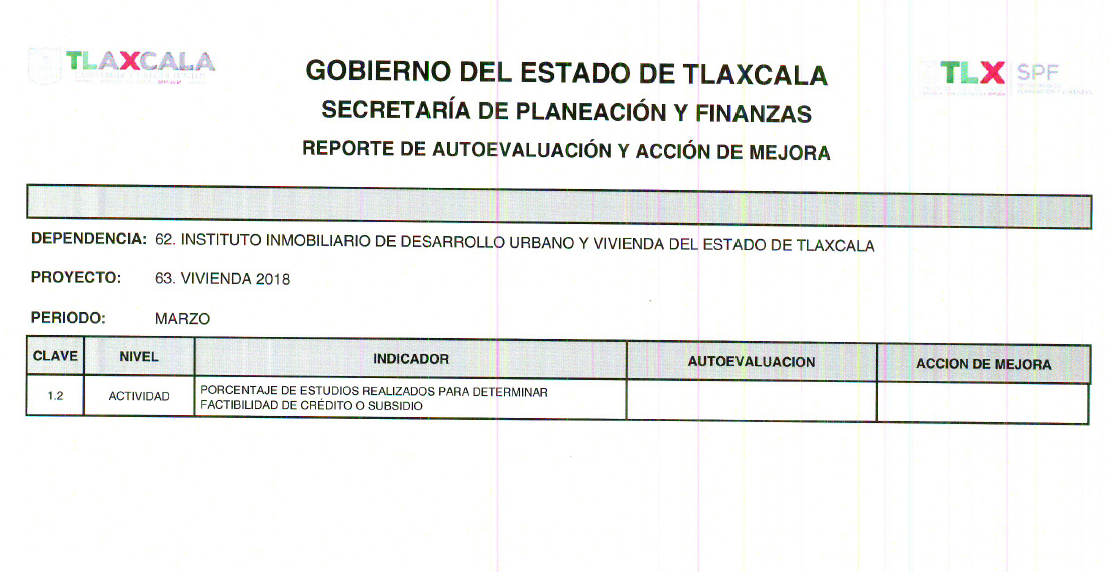 TLAXCALA
TLX SPF
GOBIERNO DEL ESTADO DE TLAXCALA
SECRETARÍA DE PLANEACIÓN Y FINANZAS
REPORTE DE AUTOEVALUACIÓN Y ACCIÓN DE MEJORA
DEPENDENCIA: 62. INSTITUTO INMOBILIARIO DE DESARROLLO URBANO Y VIVIENDA DEL ESTADO DE TLAXCALA
PROYECTO: 63. VIVIENDA 2018
PERIODO: MARZO
CLAVE NIVEL INDICADOR AUTOEVALUACION ACCION DE MEJORA
1.2 ACTIVIDAD PORCENTAJE DE ESTUDIOS REALIZADOS PARA DETERMINAR
FACTIBILIDAD DE CRÉDITO O SUBSIDIO